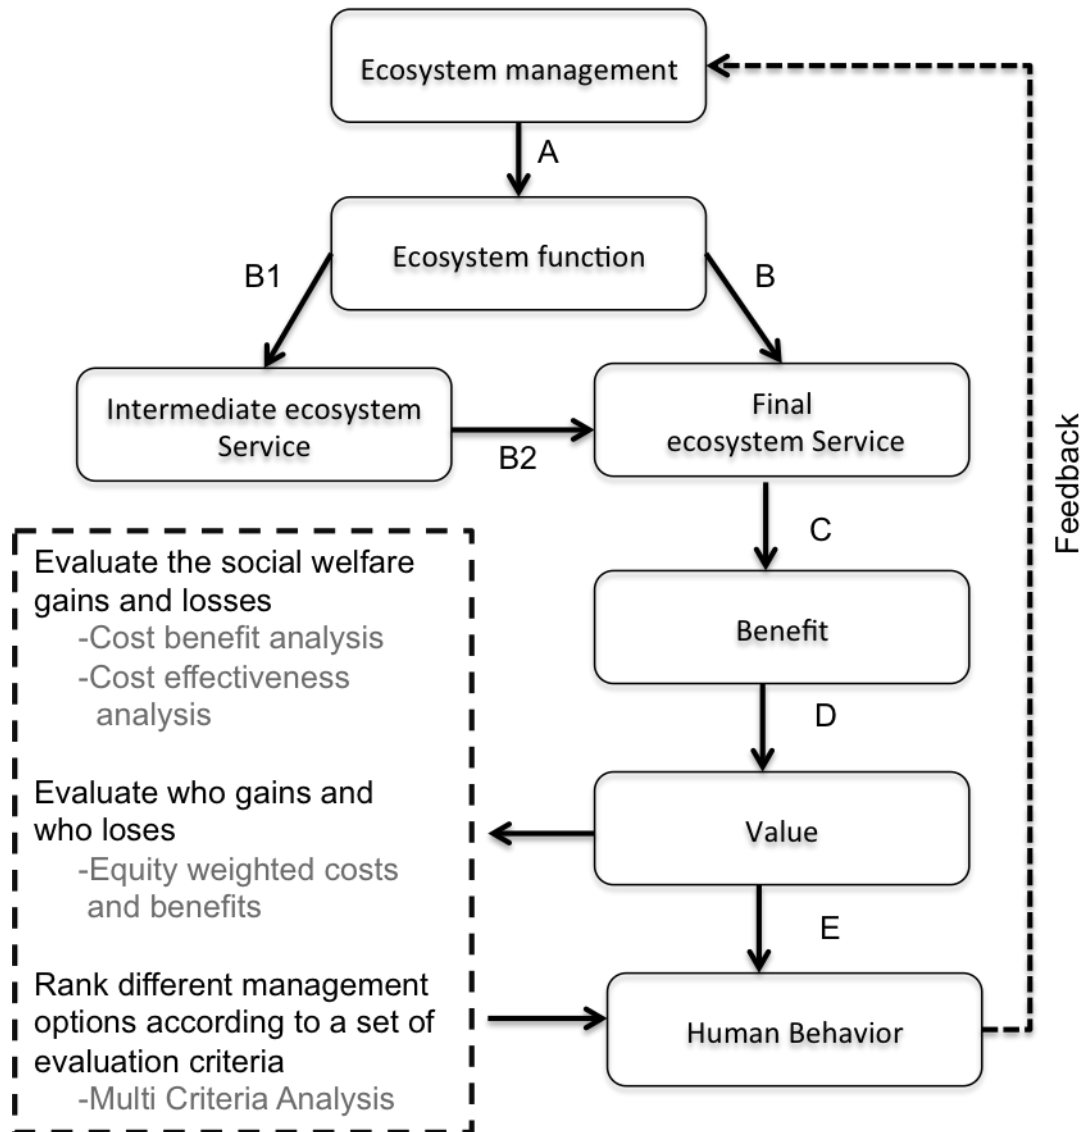 Ecosystem management
A
Ecosystem function
B1
B
Intermediate ecosystem
Service
B2
Final
ecosystem Service
C
Benefit
D
Value
E
Human Behavior
Feedback
Evaluate the social welfare
gains and losses
-Cost benefit analysis
-Cost effectiveness
analysis
Evaluate who gains and
who loses
-Equity weighted costs
and benefits
Rank different management
options according to a set of
evaluation criteria
-Multi Criteria Analysis